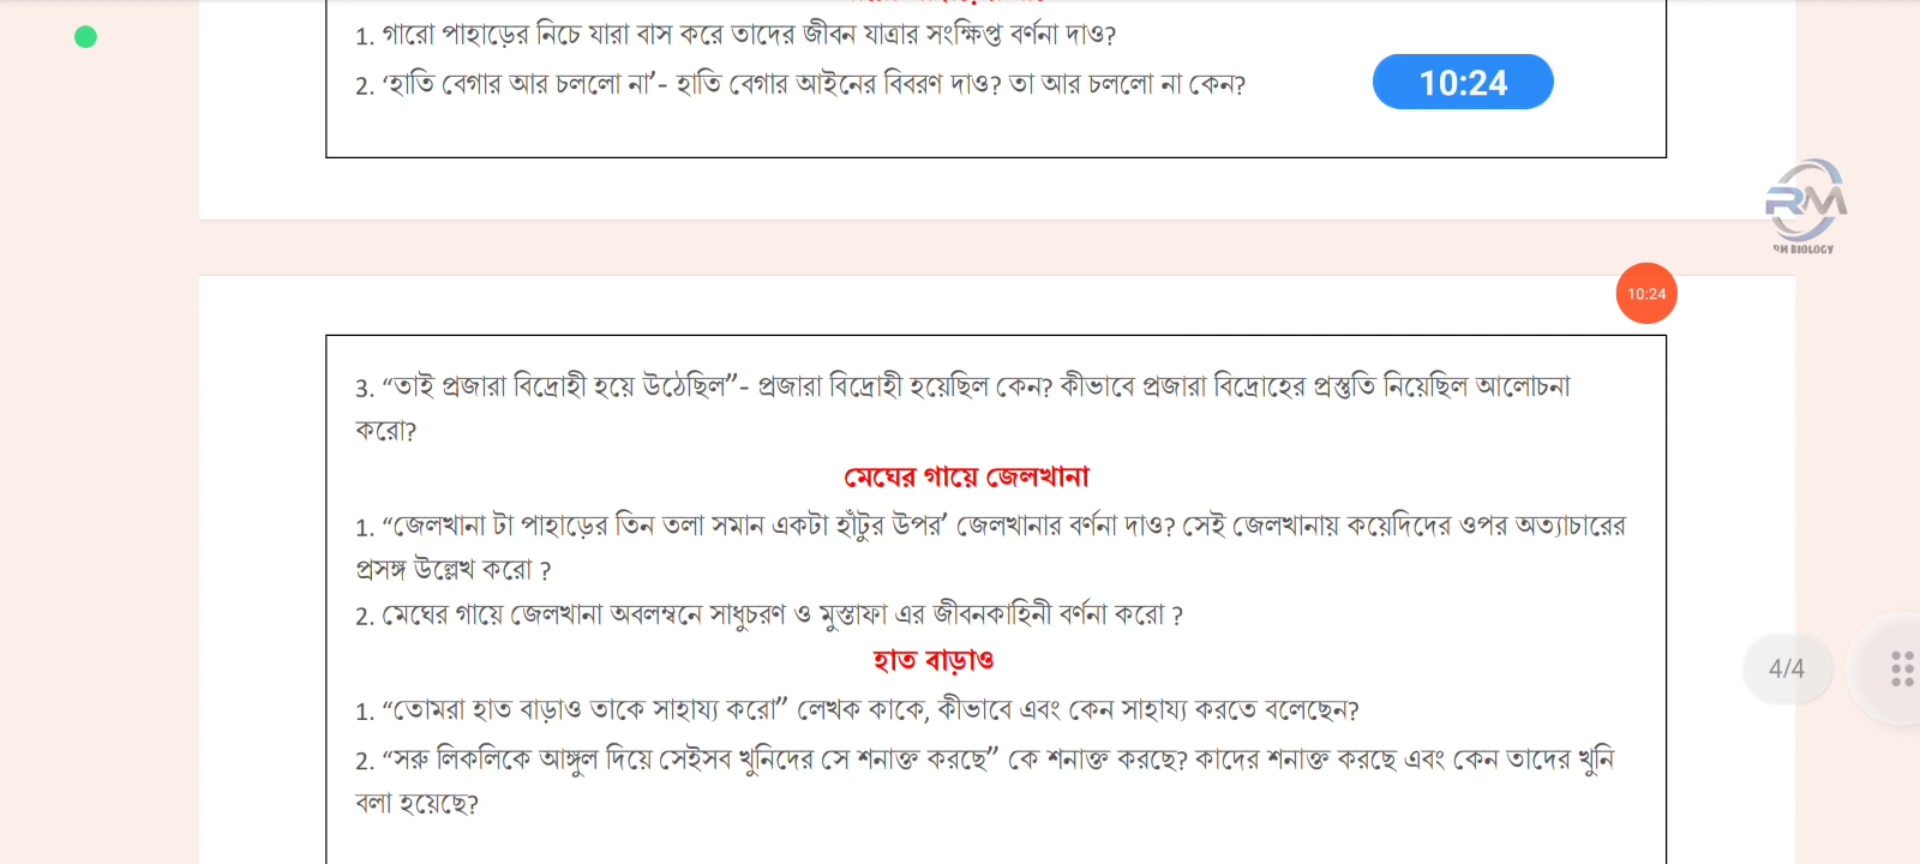 1. গারো পাহাড়ের নিচে যারা বাস করে তাদের জীবন যাত্রার সংক্ষিপ্ত বর্ণনা দাও?
2. ‘হাতি বেগার আর চললো না’- হাতি বেগার আইনের বিবরণ দাও? তা আর চললো না কেন?
10:24
RM
RM BIOLOGY
10:24
3. “তাই প্রজারা বিদ্রোহী হয়ে উঠেছিল”- প্রজারা বিদ্রোহী হয়েছিল কেন? কীভাবে প্রজারা বিদ্রোহের প্রস্তুতি নিয়েছিল আলোচনা
করো?
মেঘের গায়ে জেলখানা
1. “জেলখানা টা পাহাড়ের তিন তলা সমান একটা হাঁটুর উপর’ জেলখানার বর্ণনা দাও? সেই জেলখানায় কয়েদিদের ওপর অত্যাচারের
প্রসঙ্গ উল্লেখ করো ?
2. মেঘের গায়ে জেলখানা অবলম্বনে সাধুচরণ ও মুস্তাফা এর জীবনকাহিনী বর্ণনা করো ?
হাত বাড়াও
1. “তোমরা হাত বাড়াও তাকে সাহায্য করো” লেখক কাকে, কীভাবে এবং কেন সাহায্য করতে বলেছেন?
4/4
2. “সরু লিকলিকে আঙ্গুল দিয়ে সেইসব খুনিদের সে শনাক্ত করছে” কে শনাক্ত করছে? কাদের শনাক্ত করছে এবং কেন তাদের খুনি
বলা হয়েছে?